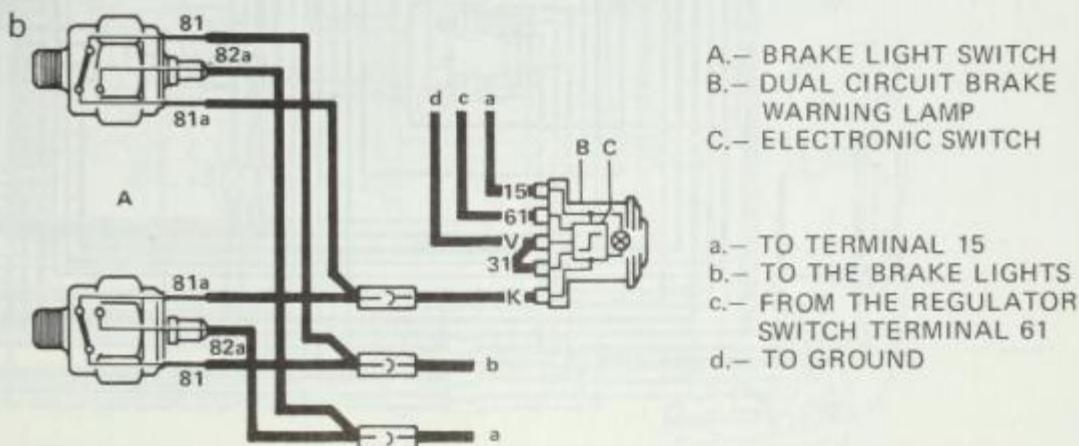 b
81
82a
81a
A
81a
82a
81
d c a
B C
15
61
V
31
K
b
a
A.— BRAKE LIGHT SWITCH
B.— DUAL CIRCUIT BRAKE
WARNING LAMP
C.— ELECTRONIC SWITCH
a.— TO TERMINAL 15
b.— TO THE BRAKE LIGHTS
c.— FROM THE REGULATOR
SWITCH TERMINAL 61
d.— TO GROUND